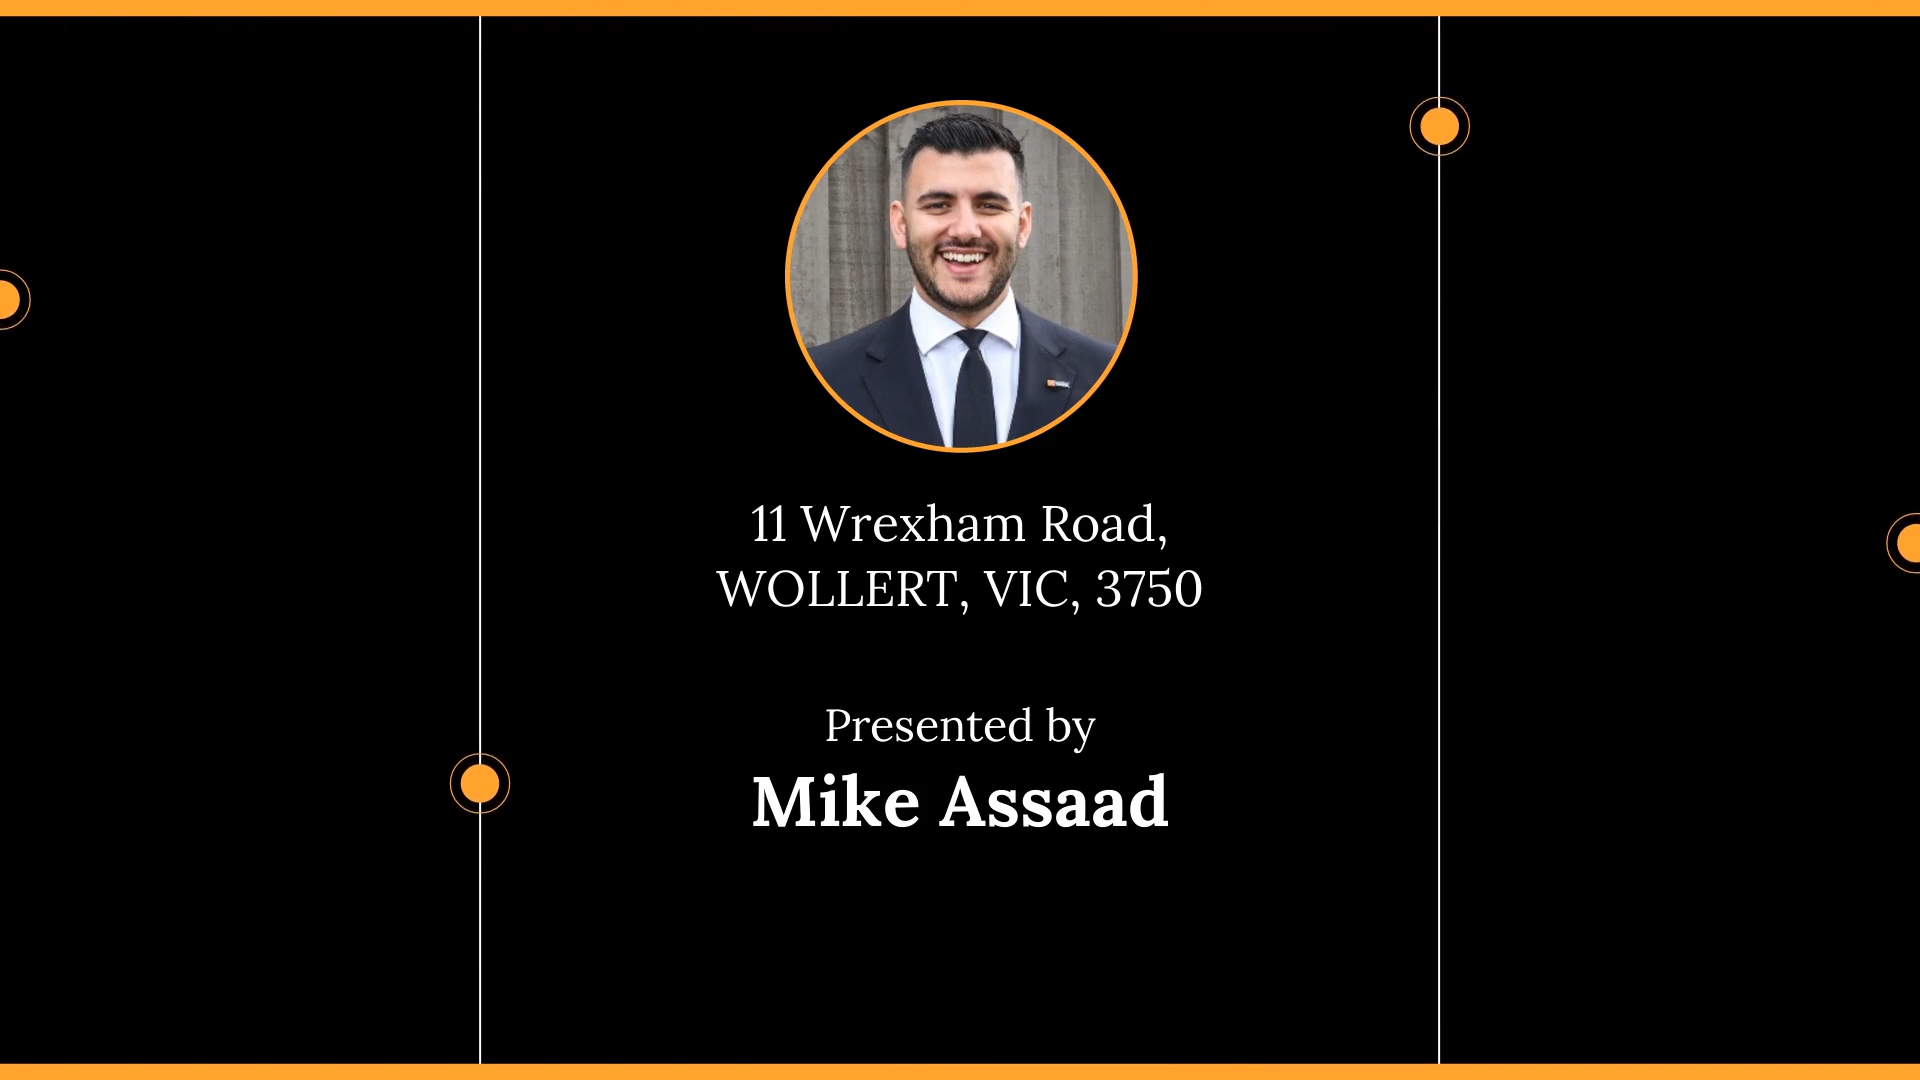 11 Wrexham Road,
WOLLERT, VIC, 3750
Presented by
Mike Assaad